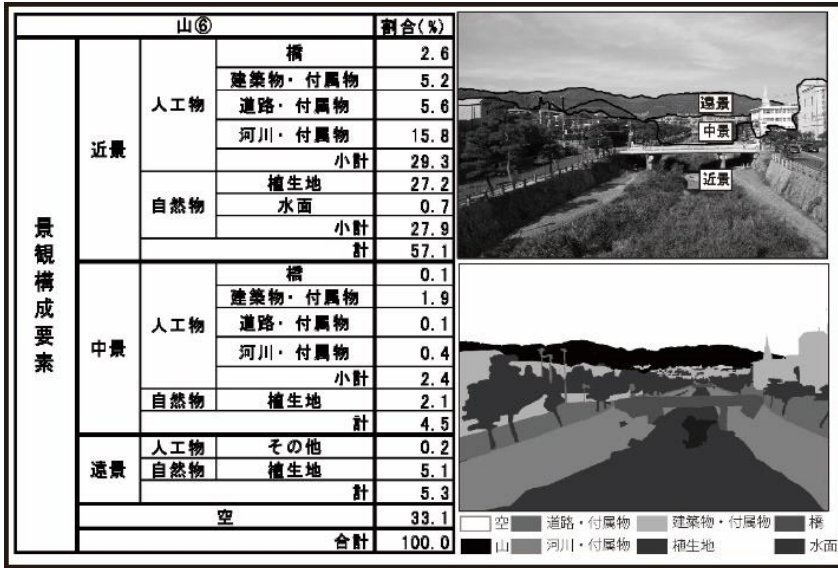 山⑥ 割合(%)
景観構成要素
近景
人工物
橋 2.6
建築物・付属物 5.2
道路・付属物 5.6
河川・付属物 15.8
小計 29.3
自然物
植生地 27.2
水面 0.7
小計 27.9
計 57.1
中景
人工物
橋 0.1
建築物・付属物 1.9
道路・付属物 0.1
河川・付属物 0.4
小計 2.4
自然物 植生地 2.1
計 4.5
遠景
人工物 その他 0.2
自然物 植生地 5.1
計 5.3
空 33.1
合計 100.0
遠景
中景
近景
空 道路・付属物 建築物・付属物 橋
山 河川・付属物 植生地 水面